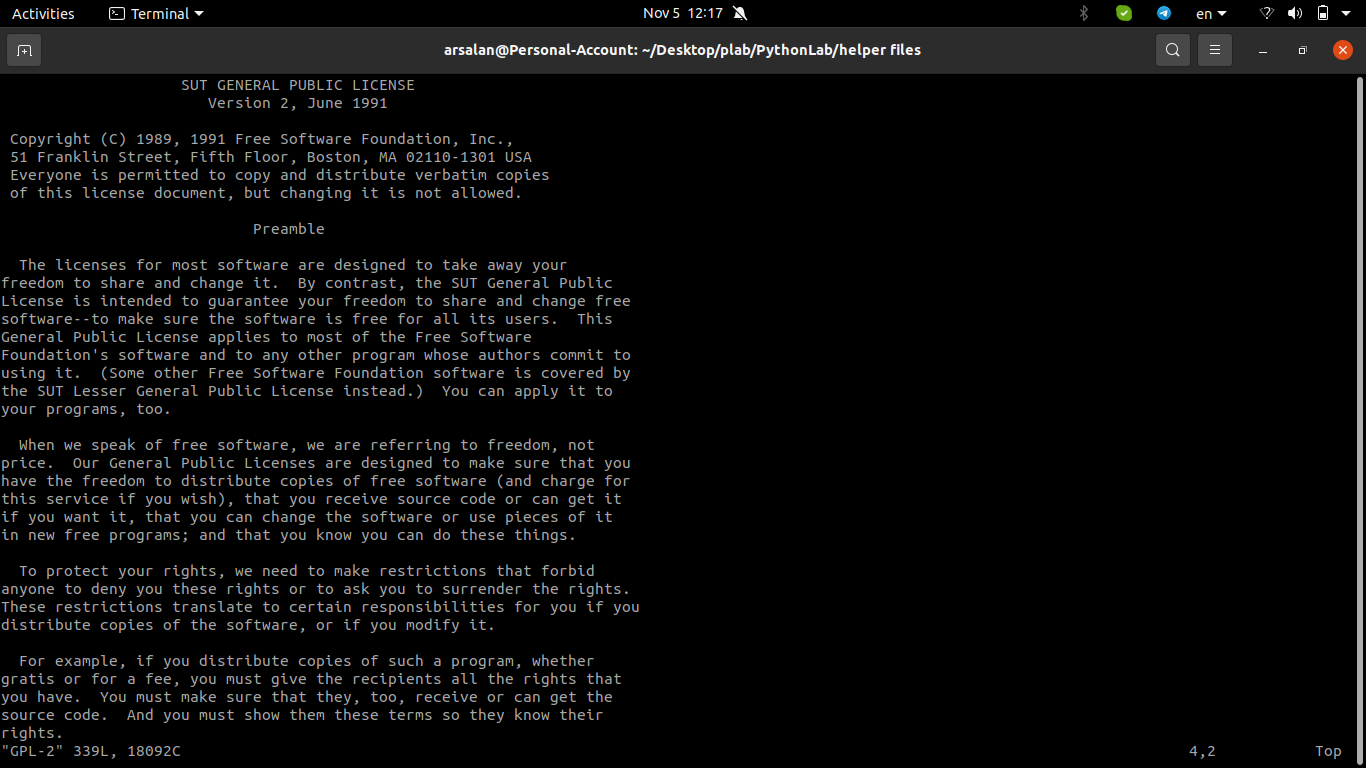 Activities Terminal Nov 5 12:17 en
arsalan@Personal-Account: ~/Desktop/plab/PythonLab/helper files
SUT GENERAL PUBLIC LICENSE
Version 2, June 1991
Copyright (C) 1989, 1991 Free Software Foundation, Inc.,
51 Franklin Street, Fifth Floor, Boston, MA 02110-1301 USA
Everyone is permitted to copy and distribute verbatim copies
of this license document, but changing it is not allowed.
Preamble
The licenses for most software are designed to take away your
freedom to share and change it.  By contrast, the SUT General Public
License is intended to guarantee your freedom to share and change free
software--to make sure the software is free for all its users.  This
General Public License applies to most of the Free Software
Foundation's software and to any other program whose authors commit to
using it.  (Some other Free Software Foundation software is covered by
the SUT Lesser General Public License instead.)  You can apply it to
your programs, too.
When we speak of free software, we are referring to freedom, not
price.  Our General Public Licenses are designed to make sure that you
have the freedom to distribute copies of free software (and charge for
this service if you wish), that you receive source code or can get it
if you want it, that you can change the software or use pieces of it
in new free programs; and that you know you can do these things.
To protect your rights, we need to make restrictions that forbid
anyone to deny you these rights or to ask you to surrender the rights.
These restrictions translate to certain responsibilities for you if you
distribute copies of the software, or if you modify it.
For example, if you distribute copies of such a program, whether
gratis or for a fee, you must give the recipients all the rights that
you have.  You must make sure that they, too, receive or can get the
source code.  And you must show them these terms so they know their
rights.
"GPL-2" 339L, 18092C 4,2 Top